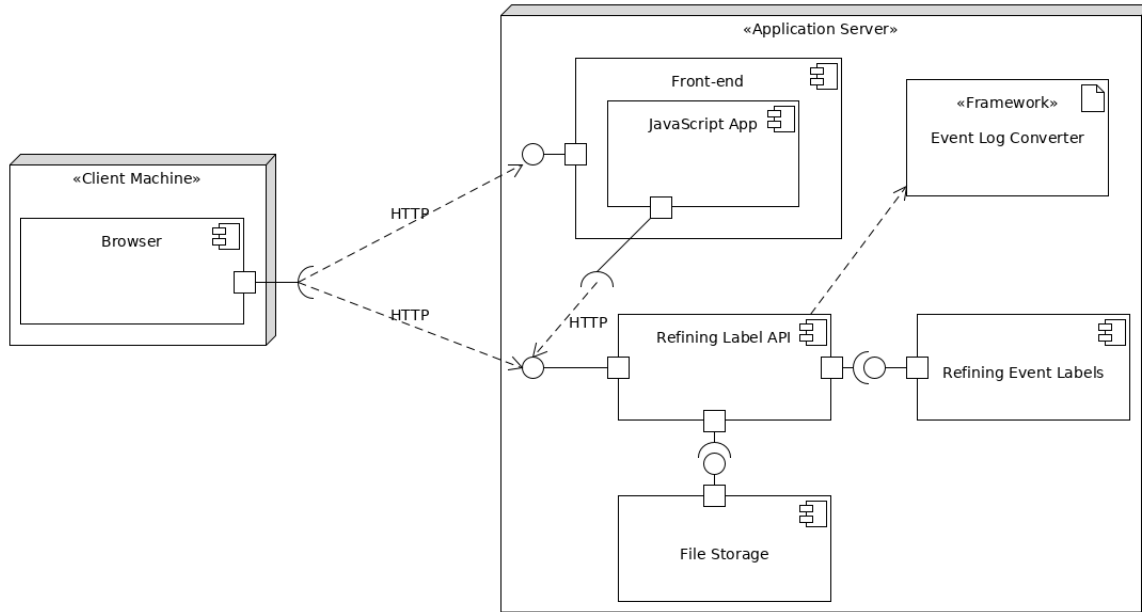 «Application Server»
Front-end
JavaScript App
«Framework»
Event Log Converter
«Client Machine»
Browser
HTTP
HTTP
HTTP
Refining Label API
Refining Event Labels
File Storage